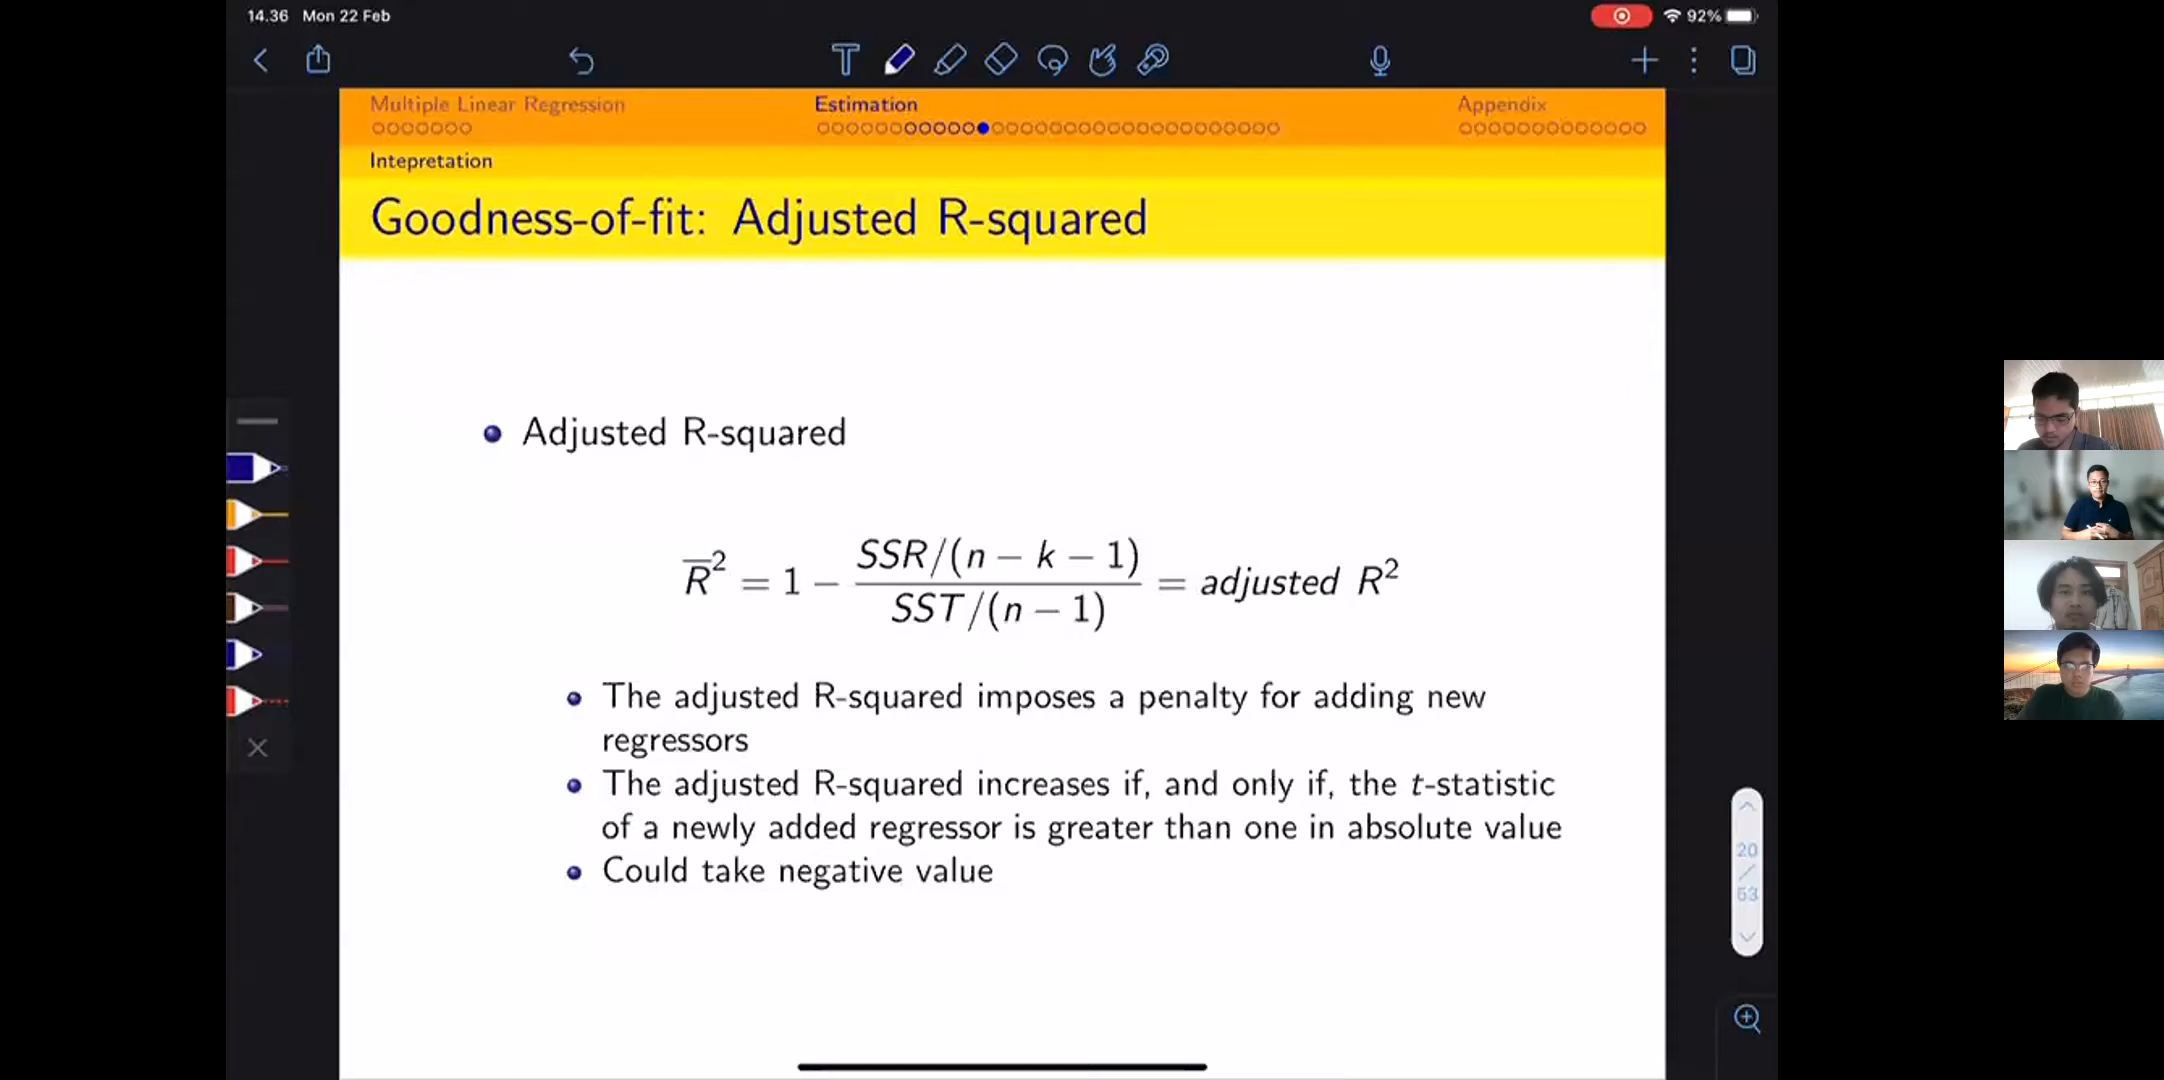 14.36 Mon 22 Feb
92%
Multiple Linear Regression
Estimation
Appendix
Intepretation
Goodness-of-fit: Adjusted R-squared
Adjusted R-squared
R̅² = 1 − SSR/(n − k − 1) / SST/(n − 1) = adjusted R²
The adjusted R-squared imposes a penalty for adding new
regressors
The adjusted R-squared increases if, and only if, the t-statistic
of a newly added regressor is greater than one in absolute value
Could take negative value
20
/
53